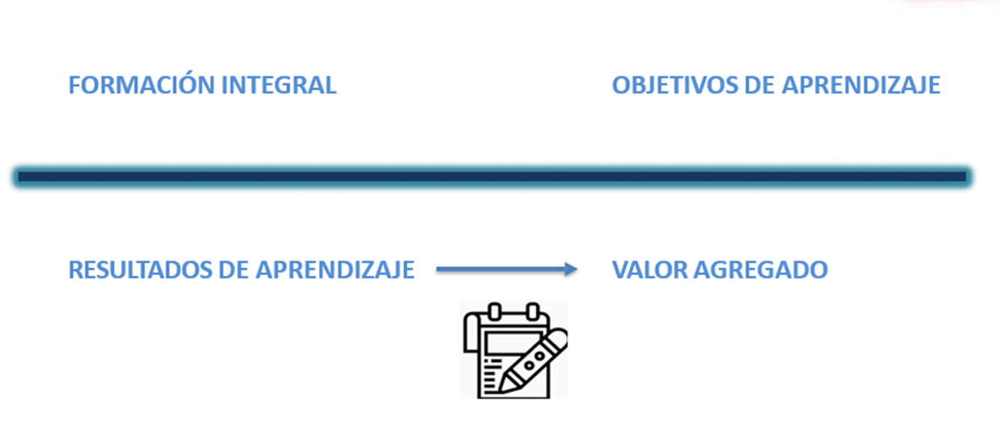 FORMACIÓN INTEGRAL
OBJETIVOS DE APRENDIZAJE
RESULTADOS DE APRENDIZAJE
VALOR AGREGADO